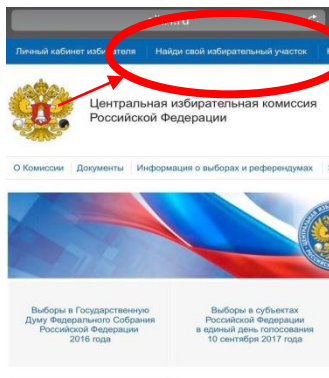 Личный кабинет избирателя Найди свой избирательный участок
Центральная избирательная комиссия
Российской Федерации
О Комиссии Документы Информация о выборах и референдумах
Выборы в Государственную
Думу Федерального Собрания
Российской Федерации
2016 года
Выборы в субъектах
Российской Федерации
в единый день голосования
10 сентября 2017 года